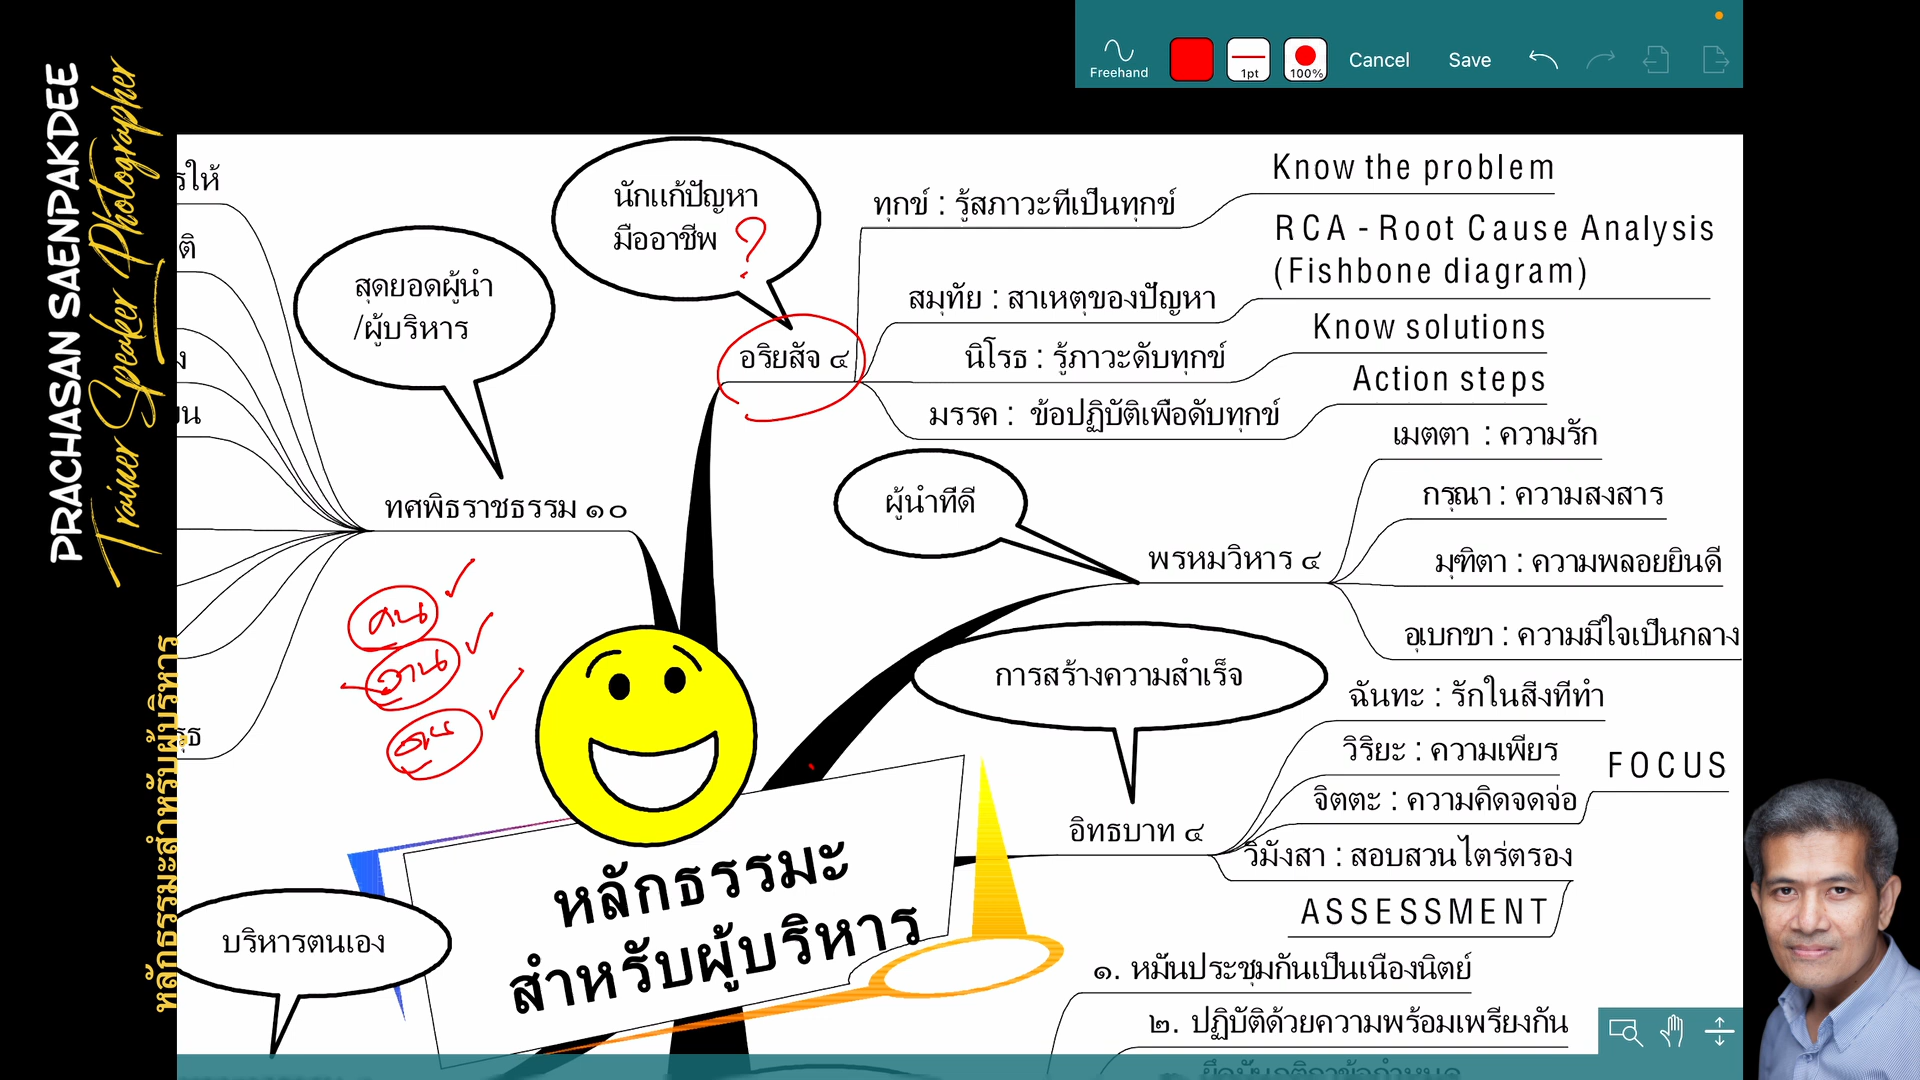 Freehand
1pt
100%
Cancel
Save
PRACHASAN SAENPAKDEE
Trainer Speaker Photographer
หลักธรรมะสำหรับผู้บริหาร
รให้
ติ
ง
ยน
รุธ
นักแก้ปัญหา
มืออาชีพ ?
สุดยอดผู้นำ
/ผู้บริหาร
ทศพิธราชธรรม ๑๐
คน
งาน
ตน
อริยสัจ ๔
ทุกข์ : รู้สภาวะที่เป็นทุกข์
Know the problem
สมุทัย : สาเหตุของปัญหา
RCA - Root Cause Analysis
(Fishbone diagram)
นิโรธ : รู้ภาวะดับทุกข์
Know solutions
มรรค : ข้อปฏิบัติเพื่อดับทุกข์
Action steps
ผู้นำที่ดี
พรหมวิหาร ๔
เมตตา : ความรัก
กรุณา : ความสงสาร
มุฑิตา : ความพลอยยินดี
อุเบกขา : ความมีใจเป็นกลาง
การสร้างความสำเร็จ
อิทธบาท ๔
ฉันทะ : รักในสิ่งที่ทำ
วิริยะ : ความเพียร
จิตตะ : ความคิดจดจ่อ
FOCUS
วิมังสา : สอบสวนไตร่ตรอง
ASSESSMENT
หลักธรรมะ
สำหรับผู้บริหาร
บริหารตนเอง
๑. หมั่นประชุมกันเป็นเนืองนิตย์
๒. ปฏิบัติด้วยความพร้อมเพรียงกัน